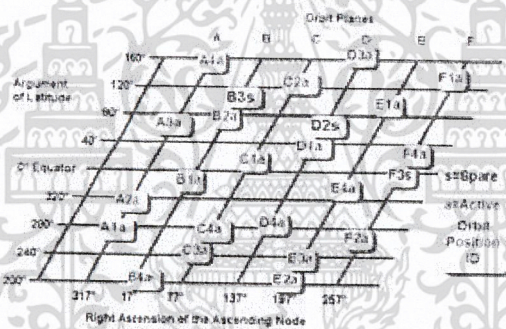 Orbit Planes
A B C D E F
160°
A4a D3a
Argument of Latitude
120°
C2a F1a
B3s E1a
80°
A3a B2a D2s
40°
D1a
C1a F4a
0° Equator
B1a F3s s=Spare
E4a
320°
A2a a=Active
280°
A1a C4a D4a Orbit
F2a Position
240°
C3a E3a ID
200°
B4a E2a
317° 17° 77° 137° 197° 257°
Right Ascension of the Ascending Node